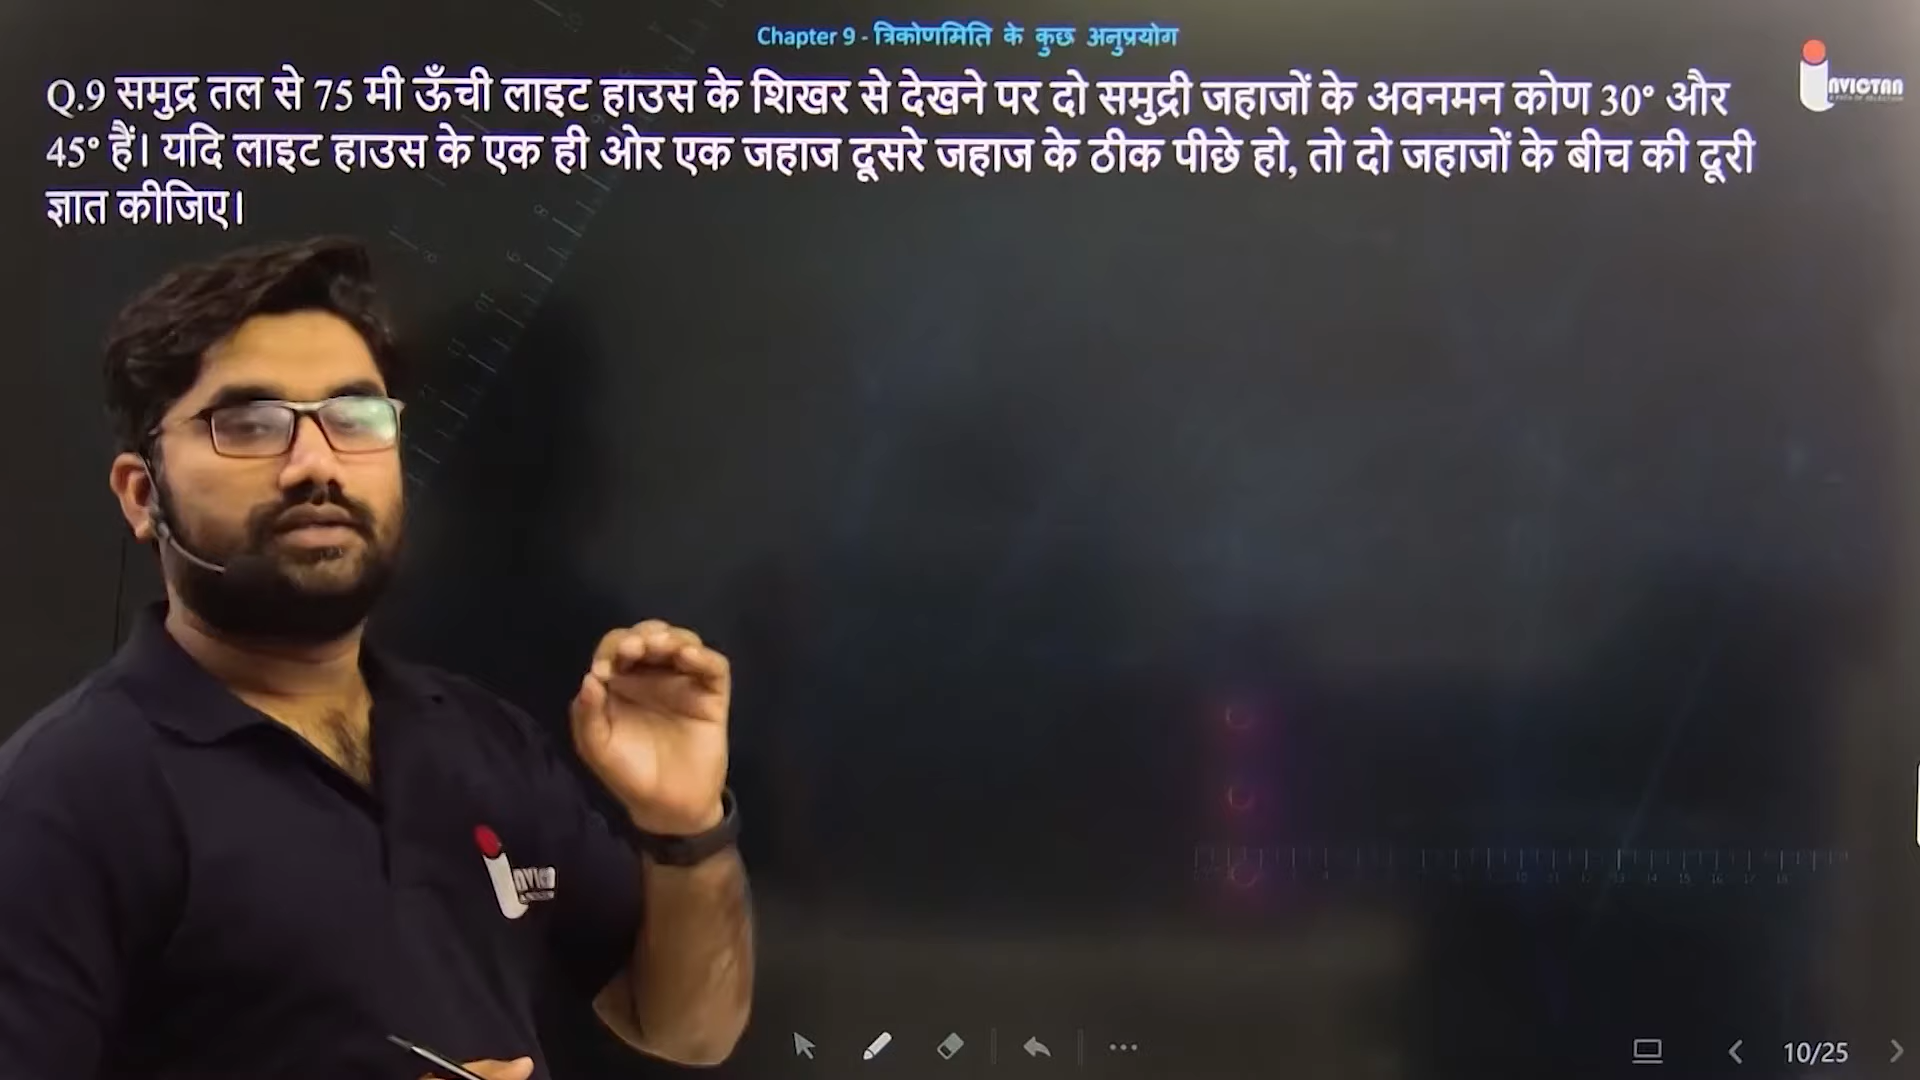 Chapter 9 - त्रिकोणमिति के कुछ अनुप्रयोग
Q.9 समुद्र तल से 75 मी ऊँची लाइट हाउस के शिखर से देखने पर दो समुद्री जहाजों के अवनमन कोण 30° और
45° हैं। यदि लाइट हाउस के एक ही ओर एक जहाज दूसरे जहाज के ठीक पीछे हो, तो दो जहाजों के बीच की दूरी
ज्ञात कीजिए।
INVICTAN
10/25